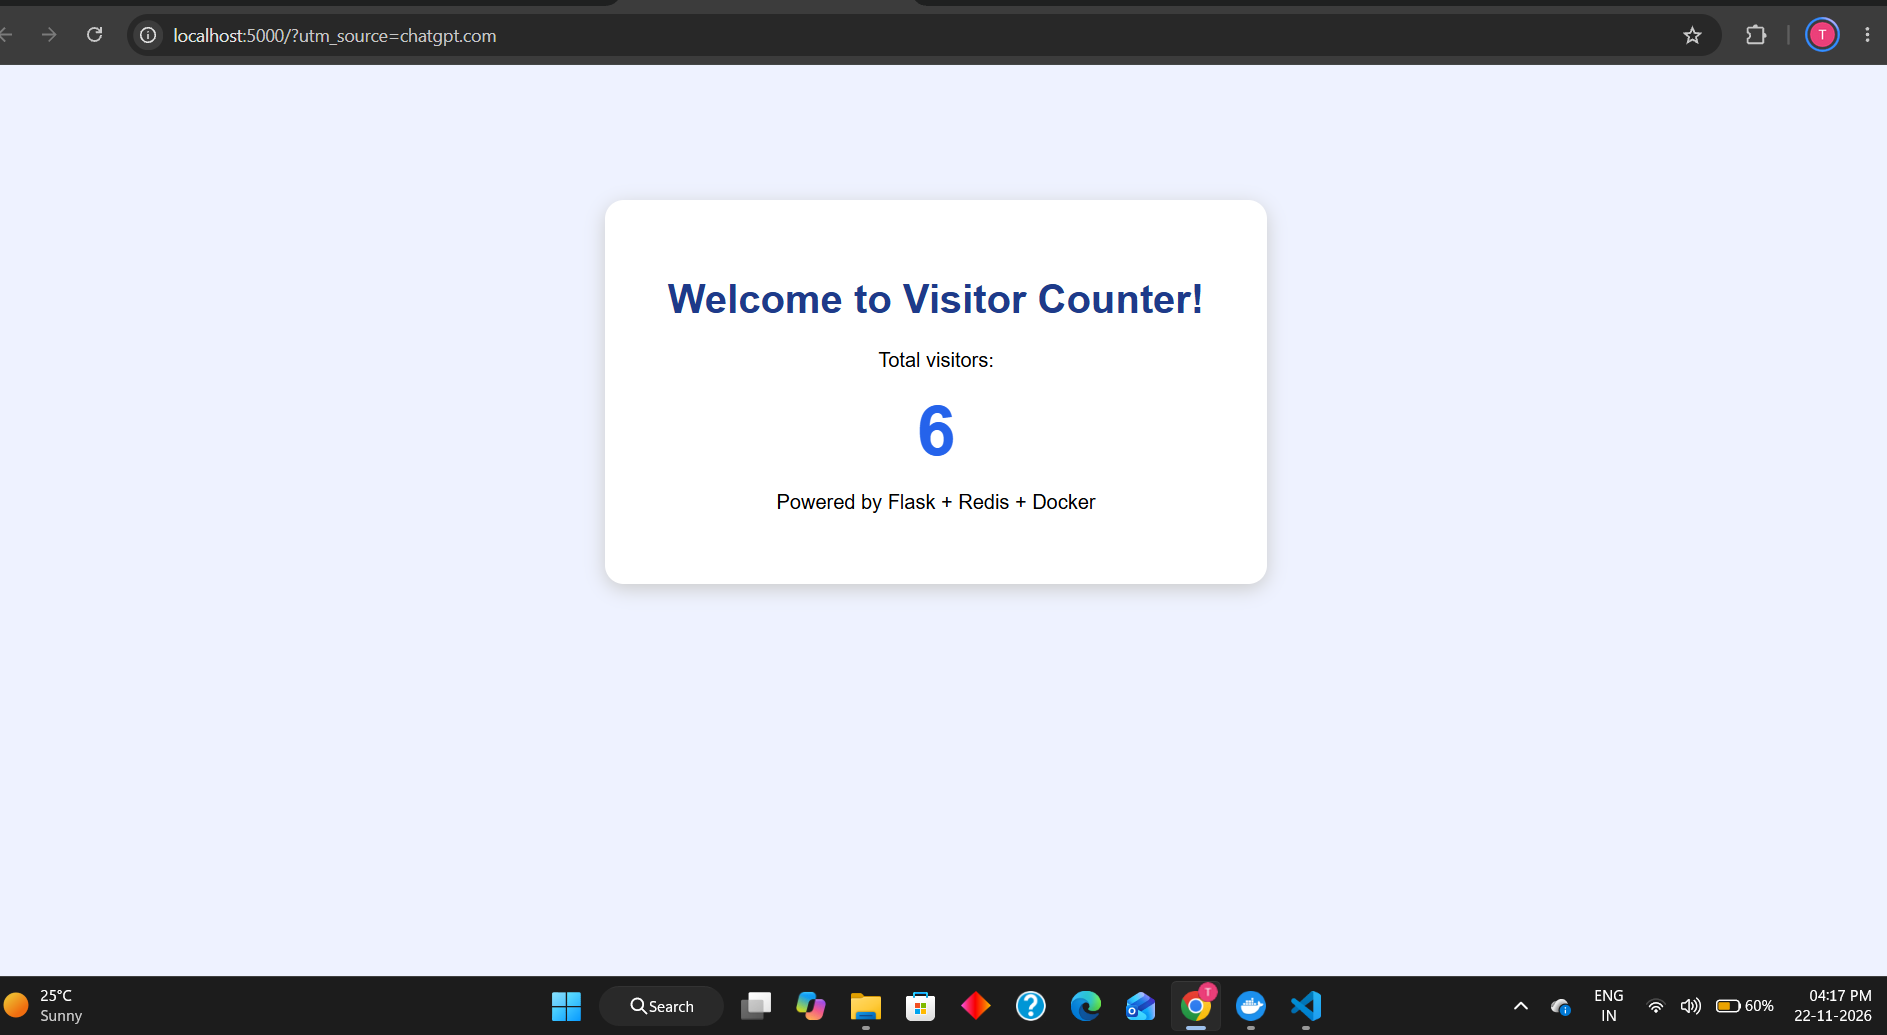 localhost:5000/?utm_source=chatgpt.com
T
Welcome to Visitor Counter!
Total visitors:
6
Powered by Flask + Redis + Docker
25°C
Sunny
Search
T
ENG
IN
60%
04:17 PM
22-11-2026